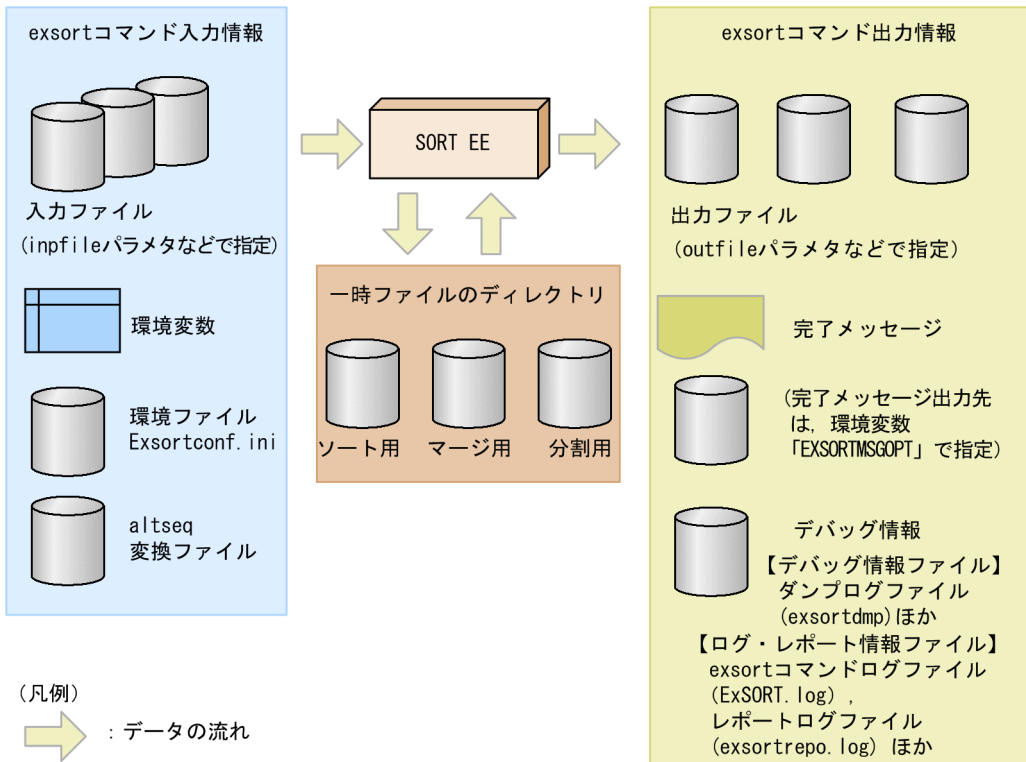 exsortコマンド入力情報
入力ファイル
(inpfileパラメタなどで指定)
環境変数
環境ファイル
Exsortconf.ini
altseq
変換ファイル
SORT EE
一時ファイルのディレクトリ
ソート用
マージ用
分割用
exsortコマンド出力情報
出力ファイル
(outfileパラメタなどで指定)
完了メッセージ
(完了メッセージ出力先
は，環境変数
「EXSORTMSGOPT」で指定)
デバッグ情報
【デバッグ情報ファイル】
ダンプログファイル
(exsortdmp)ほか
【ログ・レポート情報ファイル】
exsortコマンドログファイル
(ExSORT.log)，
レポートログファイル
(exsortrepo.log) ほか
(凡例)
：データの流れ